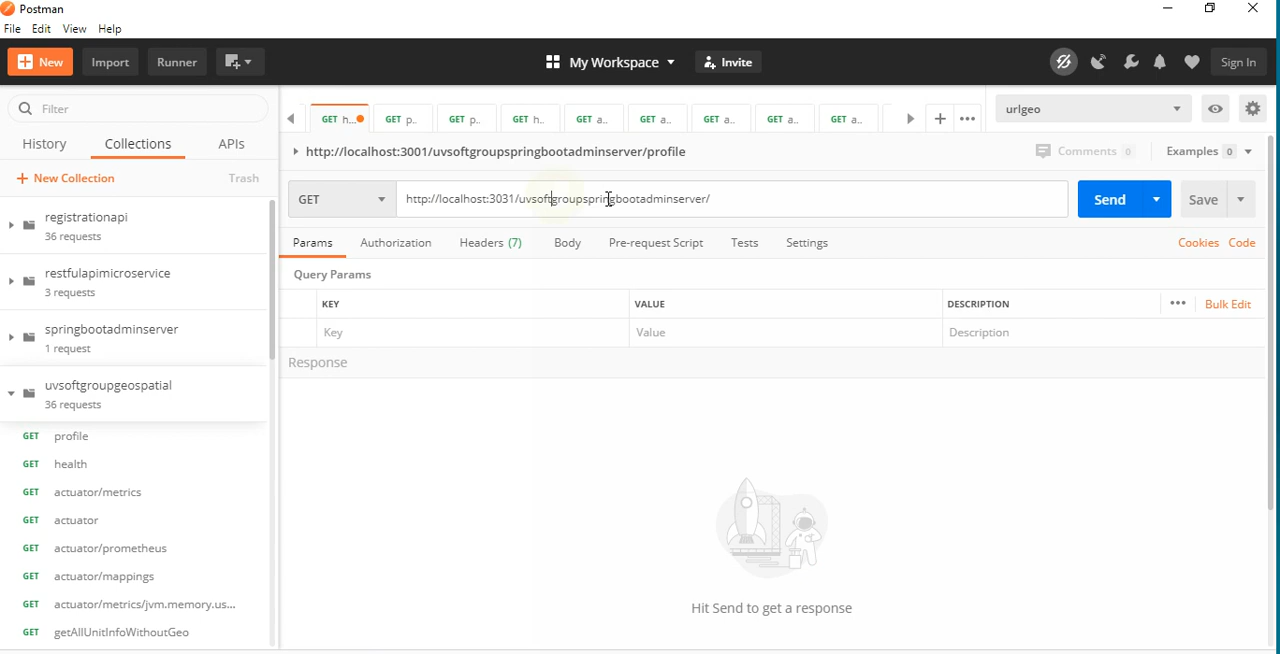 Postman
File Edit View Help
New Import Runner My Workspace Invite Sign In
Filter
History Collections APIs
New Collection Trash
registrationapi
36 requests
restfulapimicroservice
3 requests
springbootadminserver
1 request
uvsoftgroupgeospatial
36 requests
GET profile
GET health
GET actuator/metrics
GET actuator
GET actuator/prometheus
GET actuator/mappings
GET actuator/metrics/jvm.memory.us...
GET getAllUnitInfoWithoutGeo
GET h... GET p.. GET p.. GET h.. GET a.. GET a.. GET a.. GET a.. GET a.. urlgeo
http://localhost:3001/uvsoftgroupspringbootadminserver/profile Comments 0 Examples 0
GET http://localhost:3031/uvsoftgroupspringbootadminserver/ Send Save
Params Authorization Headers (7) Body Pre-request Script Tests Settings Cookies Code
Query Params
KEY VALUE DESCRIPTION Bulk Edit
Key Value Description
Response
Hit Send to get a response